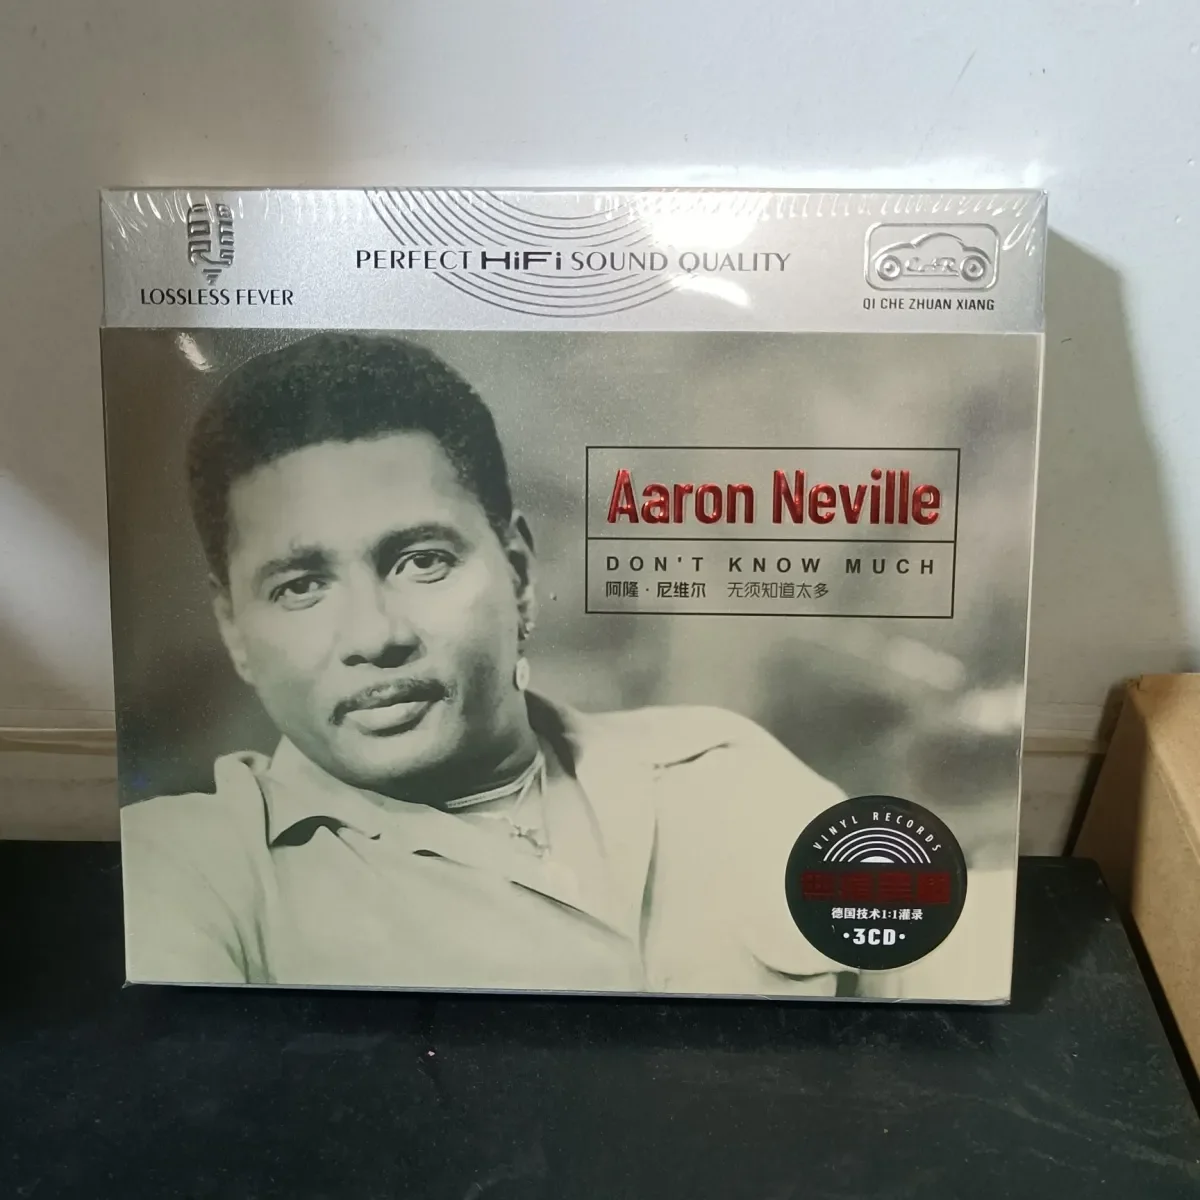 LOSSLESS FEVER
PERFECT HiFi SOUND QUALITY
CAR
QI CHE ZHUAN XIANG
Aaron Neville
DON'T KNOW MUCH
阿隆·尼维尔 无须知道太多
VINYL RECORDS
德国技术1:1灌录
·3CD·